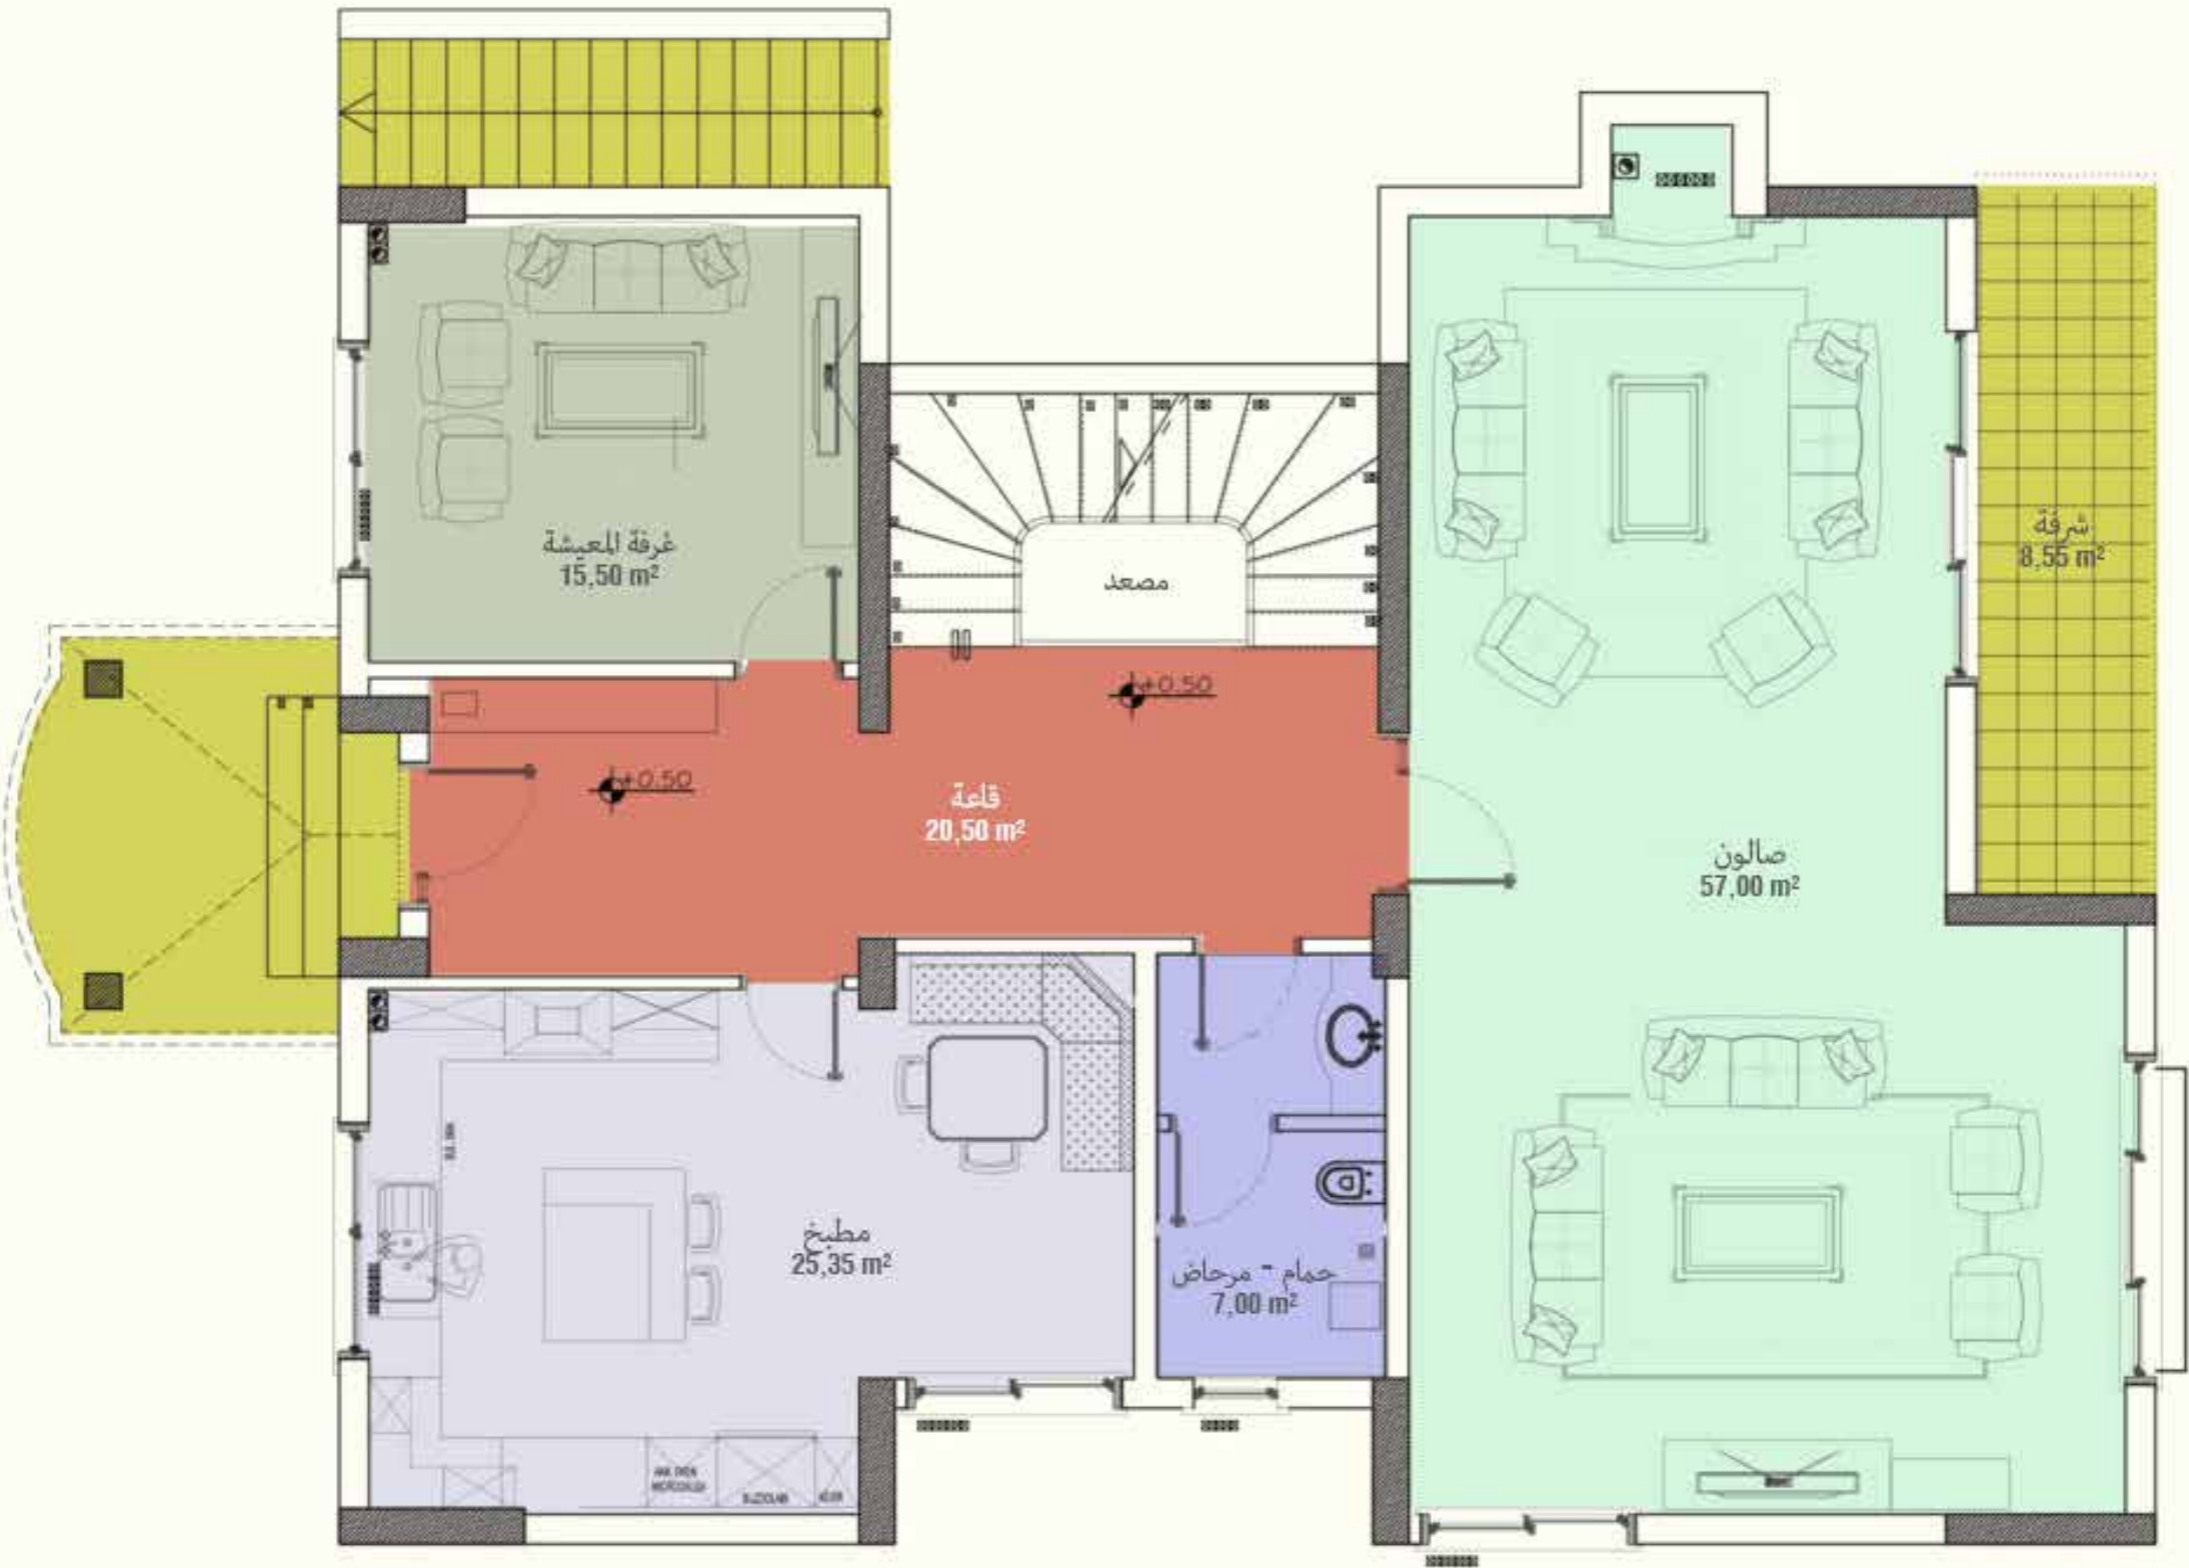 غرفة المعيشة
15,50 m²
مصعد
شرفة
8,55 m²
+0.50
+0.50
قاعة
20,50 m²
صالون
57,00 m²
مطبخ
25,35 m²
حمام - مرحاض
7,00 m²